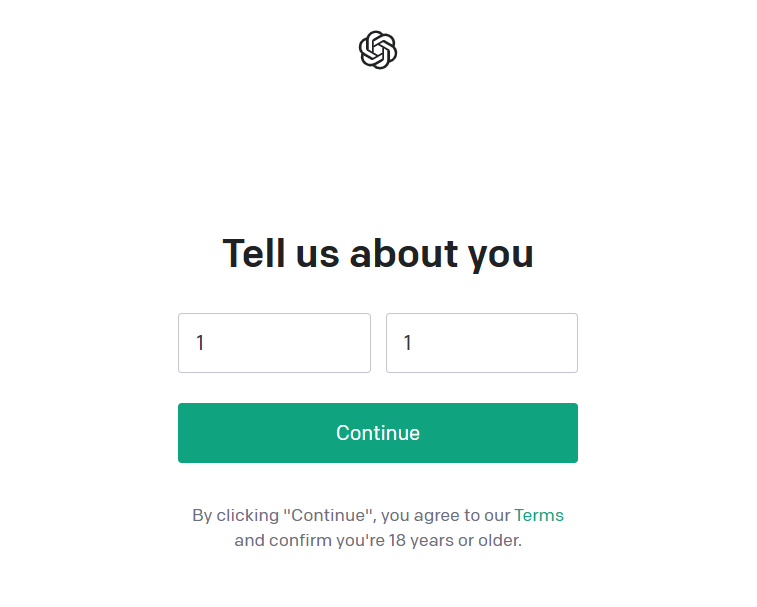 Tell us about you
1 1
Continue
By clicking "Continue", you agree to our Terms
and confirm you're 18 years or older.